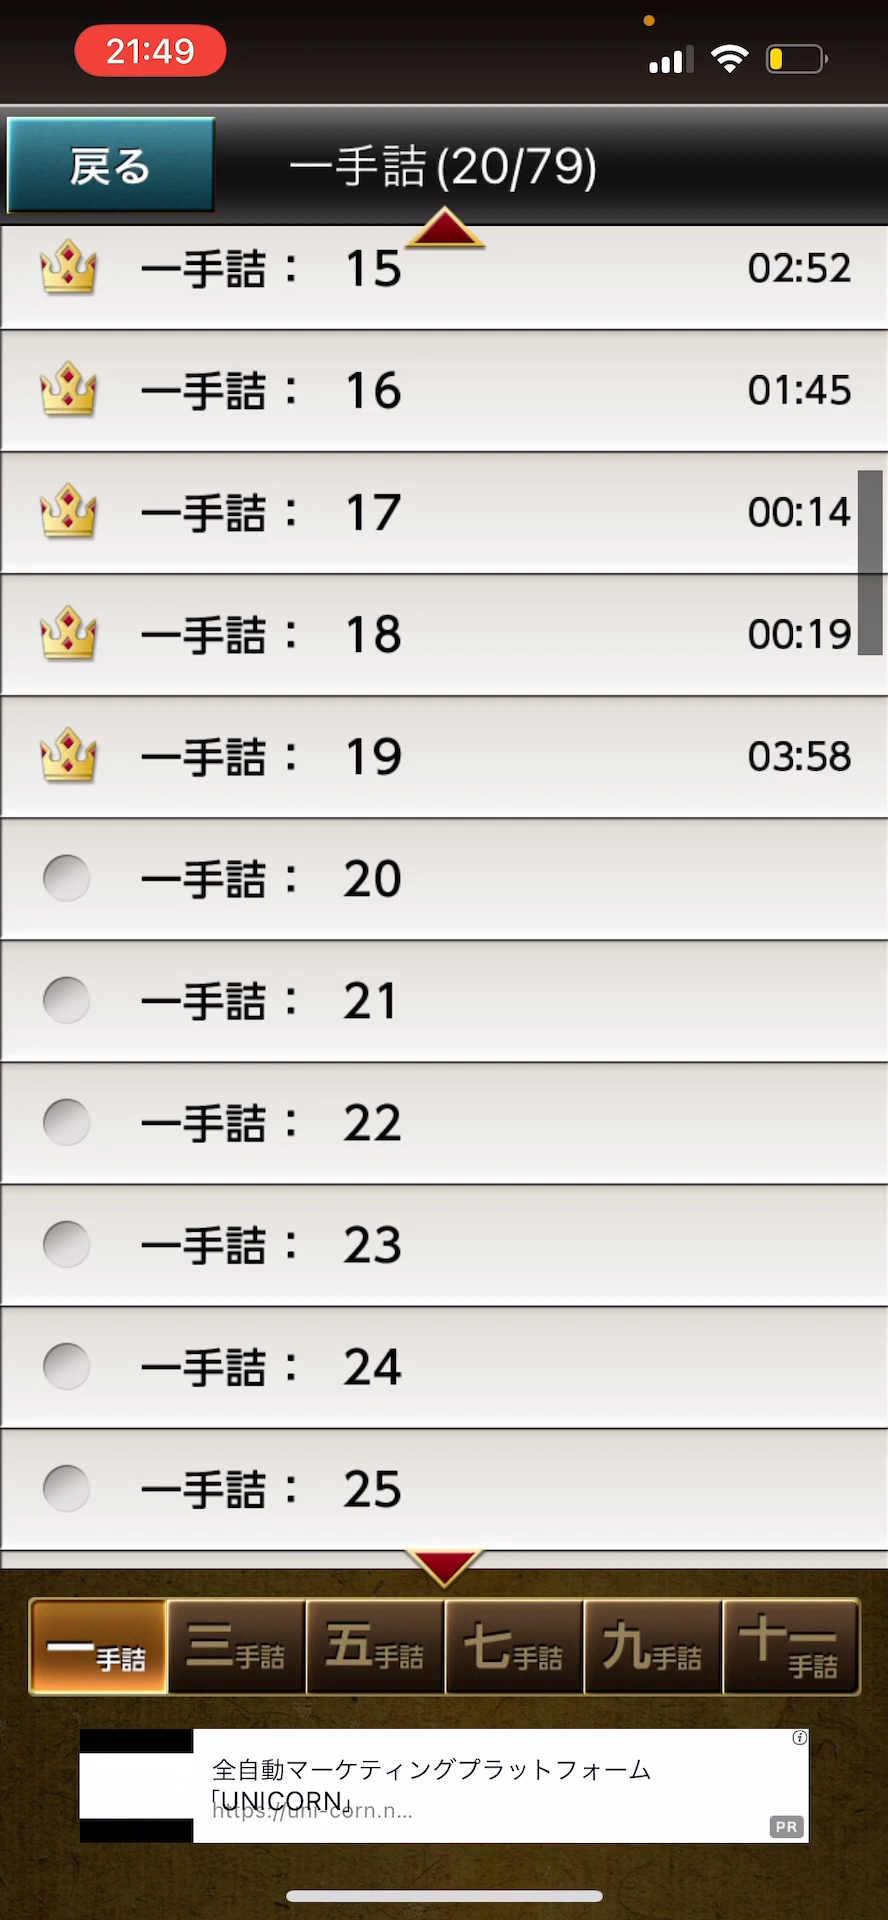 21:49
戻る
一手詰(20/79)
一手詰： 15 02:52
一手詰： 16 01:45
一手詰： 17 00:14
一手詰： 18 00:19
一手詰： 19 03:58
一手詰： 20
一手詰： 21
一手詰： 22
一手詰： 23
一手詰： 24
一手詰： 25
一手詰 三手詰 五手詰 七手詰 九手詰 十一手詰
全自動マーケティングプラットフォーム
「UNICORN」
https://uni-corn.n...
PR